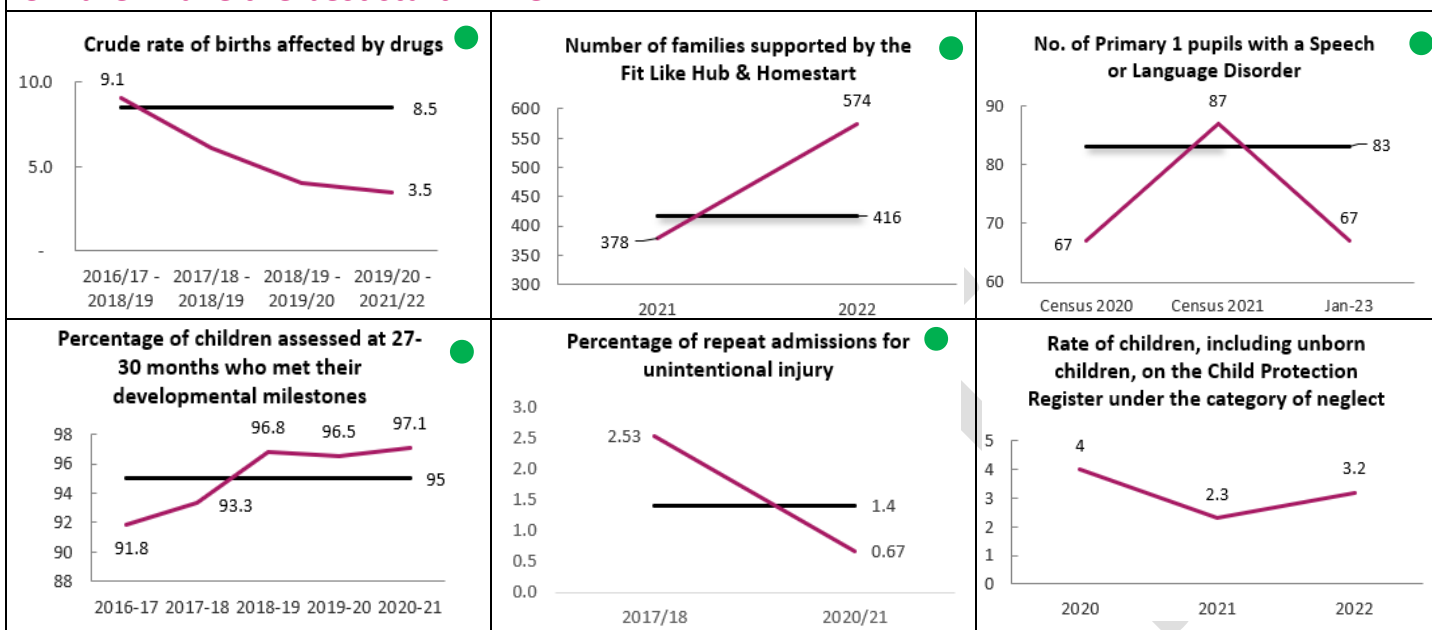 Crude rate of births affected by drugs
10.0
9.1
8.5
5.0
3.5
-
2016/17 - 2017/18 - 2018/19 - 2019/20 -
2018/19 2018/19 2019/20 2021/22
Number of families supported by the
Fit Like Hub & Homestart
600
574
550
500
450
416
400
378
350
300
2021 2022
No. of Primary 1 pupils with a Speech
or Language Disorder
90
87
83
80
70
67
67
60
Census 2020 Census 2021 Jan-23
Percentage of children assessed at 27-
30 months who met their
developmental milestones
98
96.8 96.5 97.1
96
95
94
93.3
92
91.8
90
88
2016-17 2017-18 2018-19 2019-20 2020-21
Percentage of repeat admissions for
unintentional injury
3.0
2.53
2.5
2.0
1.5
1.4
1.0
0.67
0.5
0.0
2017/18 2020/21
Rate of children, including unborn
children, on the Child Protection
Register under the category of neglect
5
4
4
3.2
3
2.3
2
1
0
2020 2021 2022